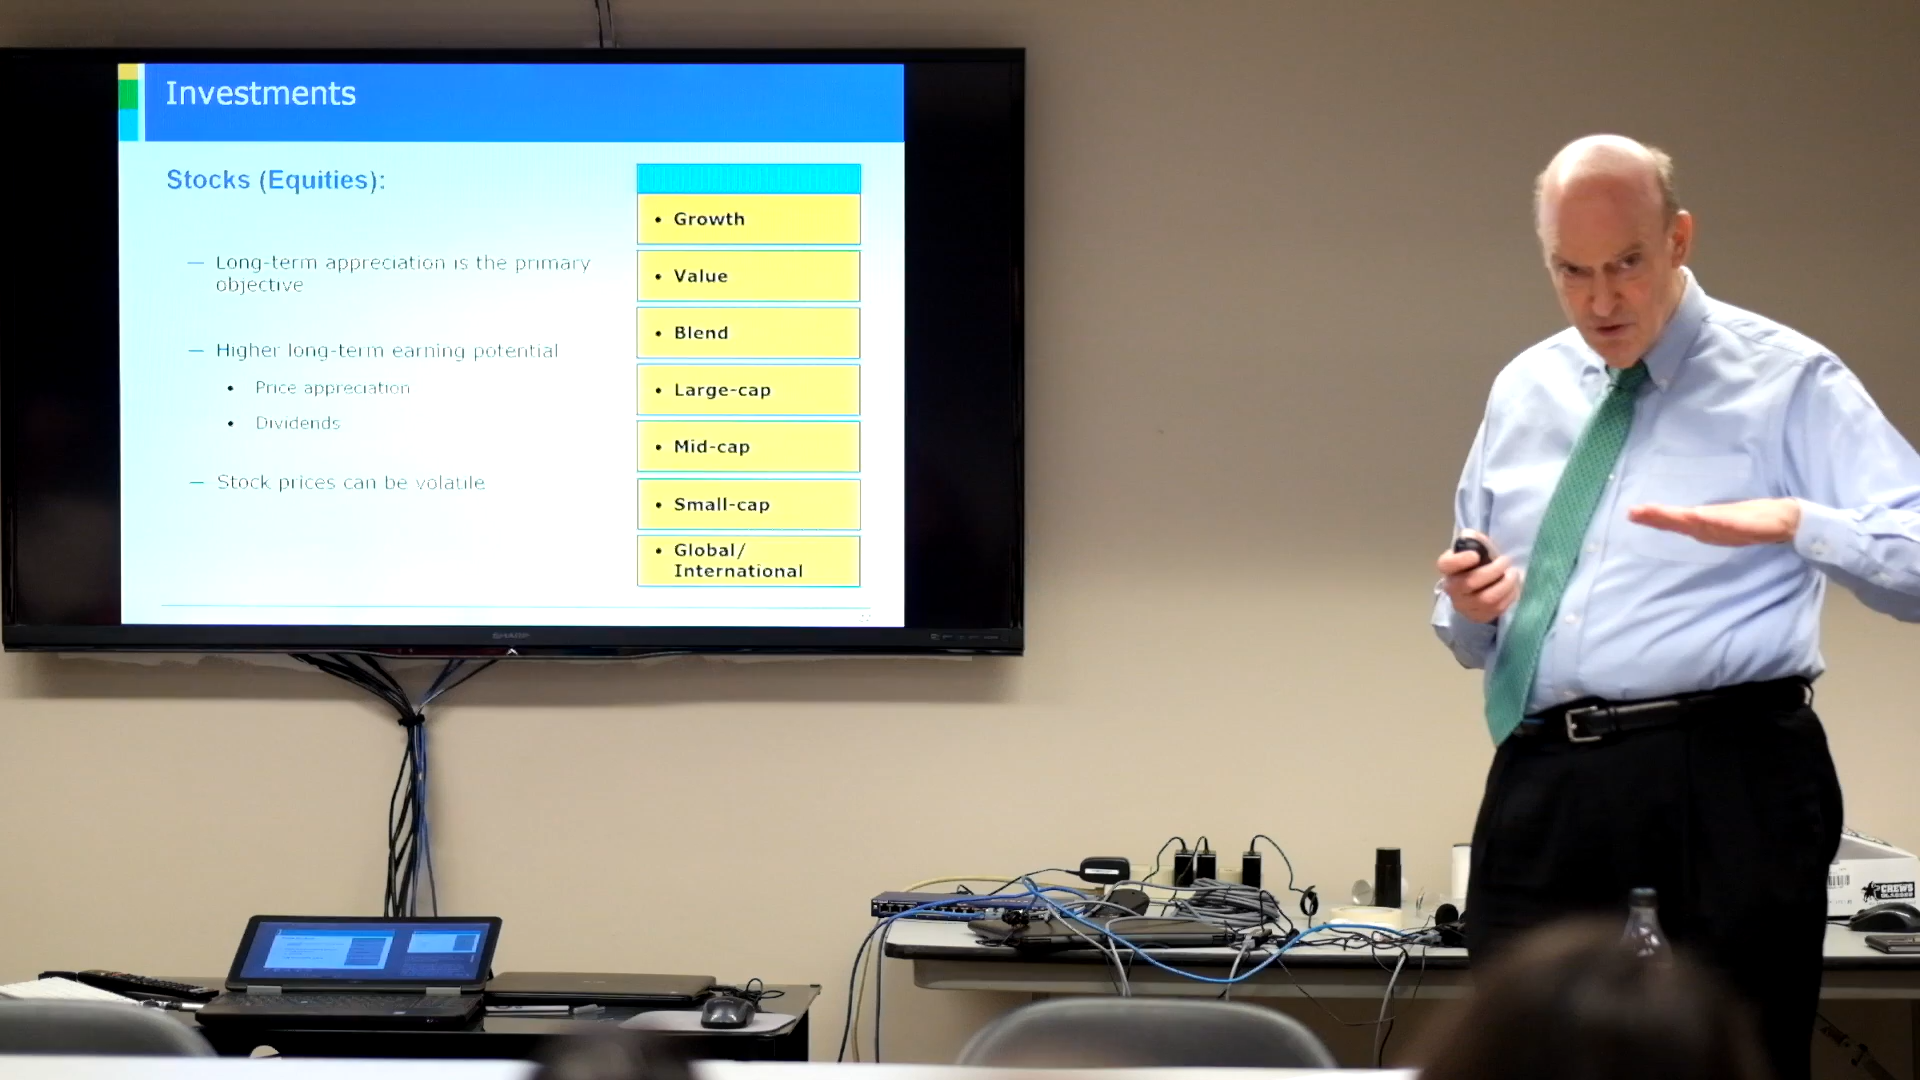 Investments
Stocks (Equities):
— Long-term appreciation is the primary
objective
— Higher long-term earning potential
• Price appreciation
• Dividends
— Stock prices can be volatile
• Growth
• Value
• Blend
• Large-cap
• Mid-cap
• Small-cap
• Global/
International
SHARP
CREWS